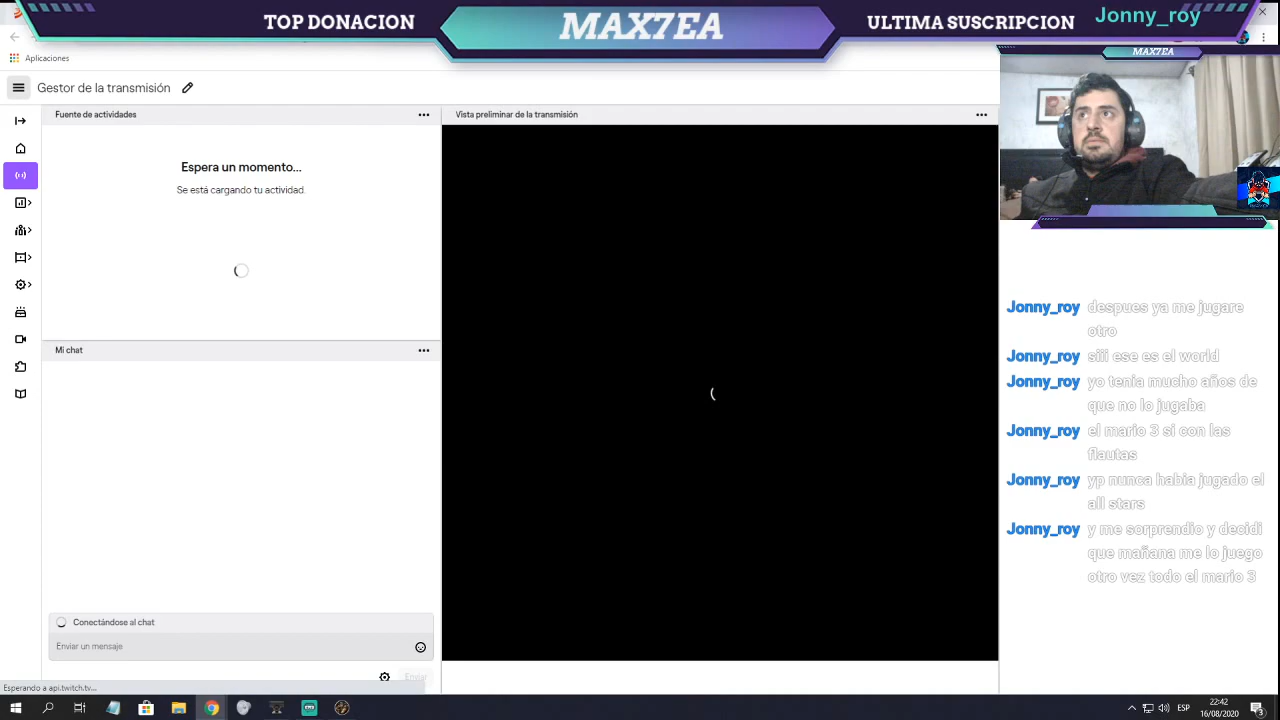 TOP DONACION
MAX7EA
ULTIMA SUSCRIPCION
Jonny_roy
Aplicaciones
MAX7EA
Gestor de la transmisión
Fuente de actividades
Vista preliminar de la transmisión
Espera un momento...
Se está cargando tu actividad.
Mi chat
Conectándose al chat
Enviar un mensaje
Enviar
Esperando a api.twitch.tv...
Jonny_roy despues ya me jugare
otro
Jonny_roy siii ese es el world
Jonny_roy yo tenia mucho años de
que no lo jugaba
Jonny_roy el mario 3 si con las
flautas
Jonny_roy yp nunca habia jugado el
all stars
Jonny_roy y me sorprendio y decidi
que mañana me lo juego
otro vez todo el mario 3
ESP
22:42
16/08/2020
3